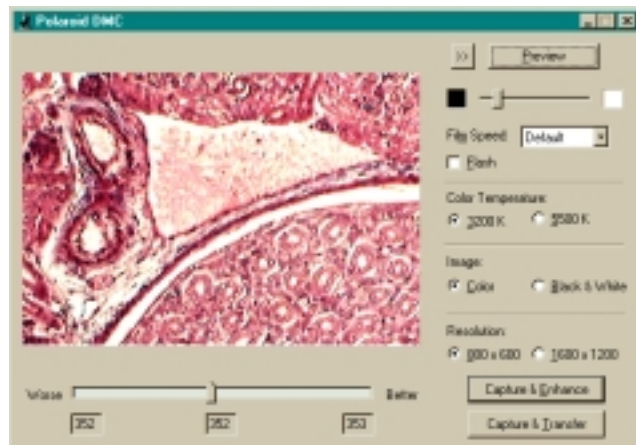 Polaroid DMC
>> Preview
Film Speed: Default
Flash
Color Temperature:
3200 K 5500 K
Image:
Color Black & White
Resolution:
800 x 600 1600 x 1200
Worse Better
Capture & Enhance
352 352 353
Capture & Transfer